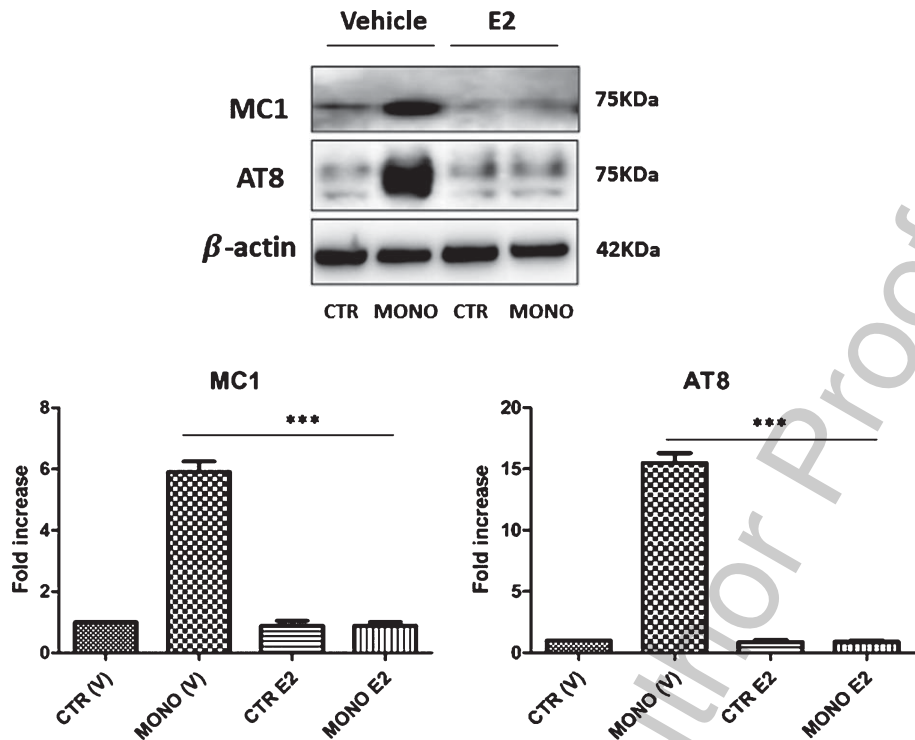 Vehicle E2
MC1 75KDa
AT8 75KDa
β-actin 42KDa
CTR MONO CTR MONO
MC1
8
6
4
2
0
Fold increase
***
CTR (V) MONO (V) CTR E2 MONO E2
AT8
20
15
10
5
0
Fold increase
***
CTR (V) MONO (V) CTR E2 MONO E2
Proof